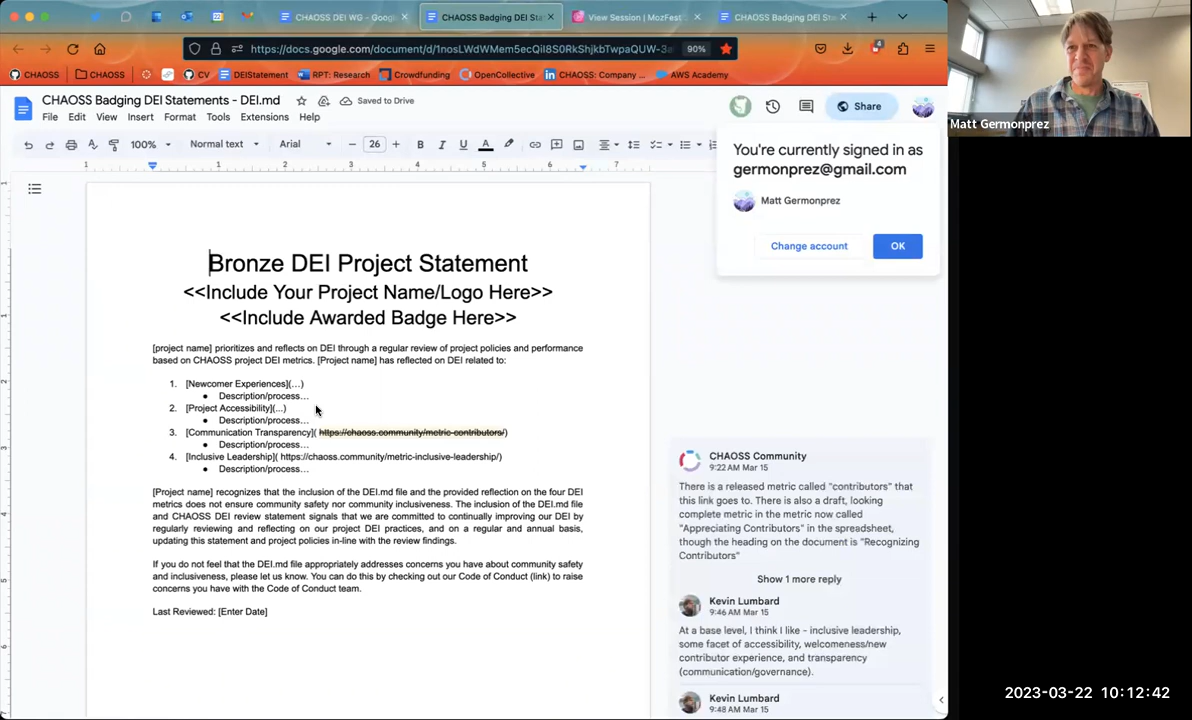 CHAOSS DEI WG - Goog
CHAOSS Badging DEI Sta
View Session | MozFest
CHAOSS Badging DEI Sta
https://docs.google.com/document/d/1nosLWdWMem5ecQiI8S0RkShjkbTwpaQUW-3
90%
CHAOSS
CHAOSS
CV
DEIStatement
RPT: Research
Crowdfunding
OpenCollective
CHAOSS: Company ...
AWS Academy
CHAOSS Badging DEI Statements - DEI.md
Saved to Drive
File Edit View Insert Format Tools Extensions Help
Share
100%
Normal text
Arial
26
B I U A
1 1 2 3 4 5 6 7
You're currently signed in as
germonprez@gmail.com
Matt Germonprez
Change account
OK
Bronze DEI Project Statement
<<Include Your Project Name/Logo Here>>
<<Include Awarded Badge Here>>
[project name] prioritizes and reflects on DEI through a regular review of project policies and performance
based on CHAOSS project DEI metrics. [Project name] has reflected on DEI related to:
1. [Newcomer Experiences](…)
● Description/process…
2. [Project Accessibility](...)
● Description/process…
3. [Communication Transparency]( https://chaoss.community/metric-contributors/)
● Description/process…
4. [Inclusive Leadership]( https://chaoss.community/metric-inclusive-leadership/)
● Description/process…
[Project name] recognizes that the inclusion of the DEI.md file and the provided reflection on the four DEI
metrics does not ensure community safety nor community inclusiveness. The inclusion of the DEI.md file
and CHAOSS DEI review statement signals that we are committed to continually improving our DEI by
regularly reviewing and reflecting on our project DEI practices, and on a regular and annual basis,
updating this statement and project policies in-line with the review findings.
If you do not feel that the DEI.md file appropriately addresses concerns you have about community safety
and inclusiveness, please let us know. You can do this by checking out our Code of Conduct (link) to raise
concerns you have with the Code of Conduct team.
Last Reviewed: [Enter Date]
CHAOSS Community
9:22 AM Mar 15
There is a released metric called "contributors" that
this link goes to. There is also a draft, looking
complete metric in the metric now called
"Appreciating Contributors" in the spreadsheet,
though the heading on the document is "Recognizing
Contributors"
Show 1 more reply
Kevin Lumbard
9:46 AM Mar 15
At a base level, I think I like - inclusive leadership,
some facet of accessibility, welcomeness/new
contributor experience, and transparency
(communication/governance).
Kevin Lumbard
9:48 AM Mar 15
Matt Germonprez
2023-03-22 10:12:42